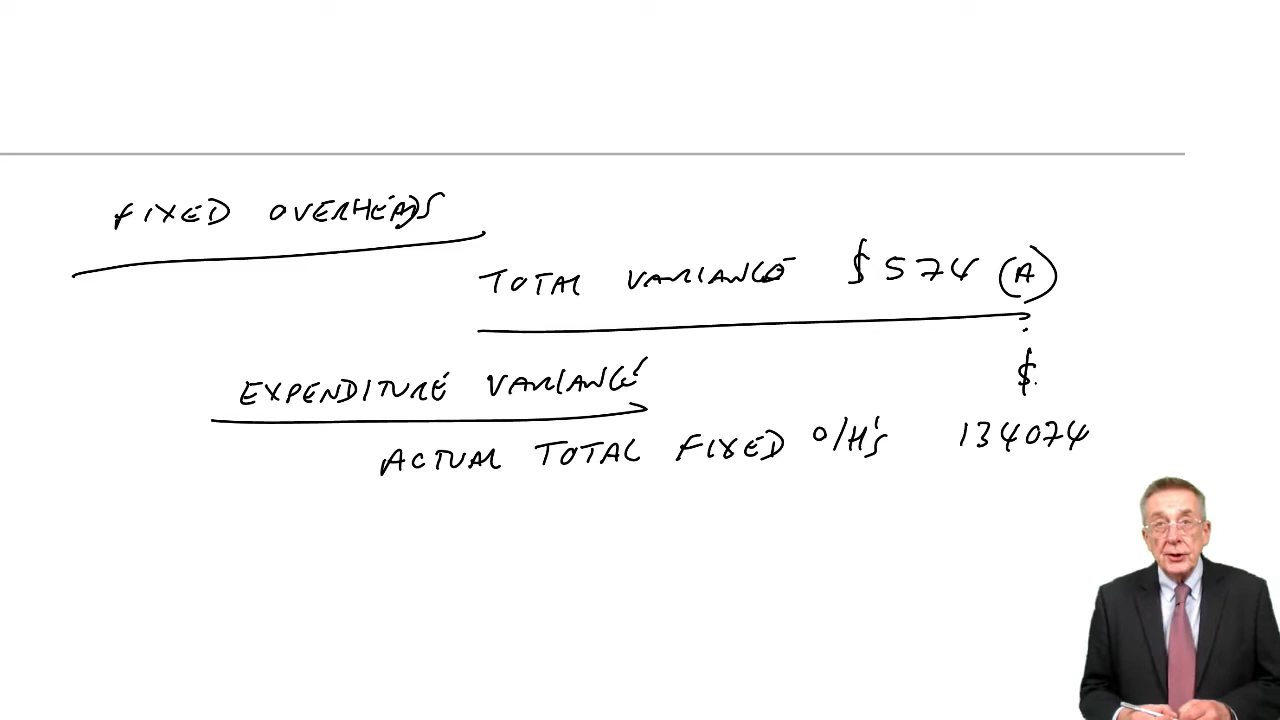 FIXED OVERHEADS
TOTAL VARIANCE $574 (A)
$
EXPENDITURE VARIANCE
ACTUAL TOTAL FIXED O/H's 134074